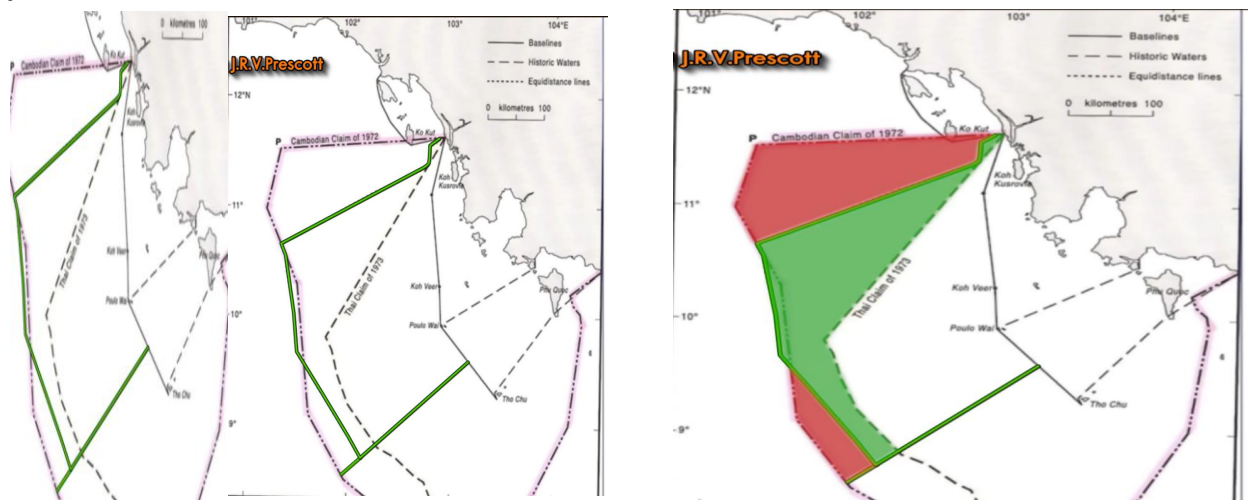 101°
0 kilometres 100
P Cambodian Claim of 1972
Ko Kut
Koh
Kusrovie
Thai Claim of 1973
Koh Veer
Phu Quoc
Poulo Wai
Tho Chu
102° 103° 104°E
Baselines
Historic Waters
Equidistance lines
J.R.V.Prescott
12°N
0 kilometres 100
P Cambodian Claim of 1972
Ko Kut
Koh
Kusrovie
11°
Thai Claim of 1973
Koh Veer
Phu Quoc
10°
Poulo Wai
Tho Chu
9°
101° 102° 103° 104°E
Baselines
Historic Waters
Equidistance lines
J.R.V.Prescott
12°N
0 kilometres 100
P Cambodian Claim of 1972
Ko Kut
Koh
Kusrovie
11°
Thai Claim of 1973
Koh Veer
Phu Quoc
10°
Poulo Wai
Tho Chu
9°